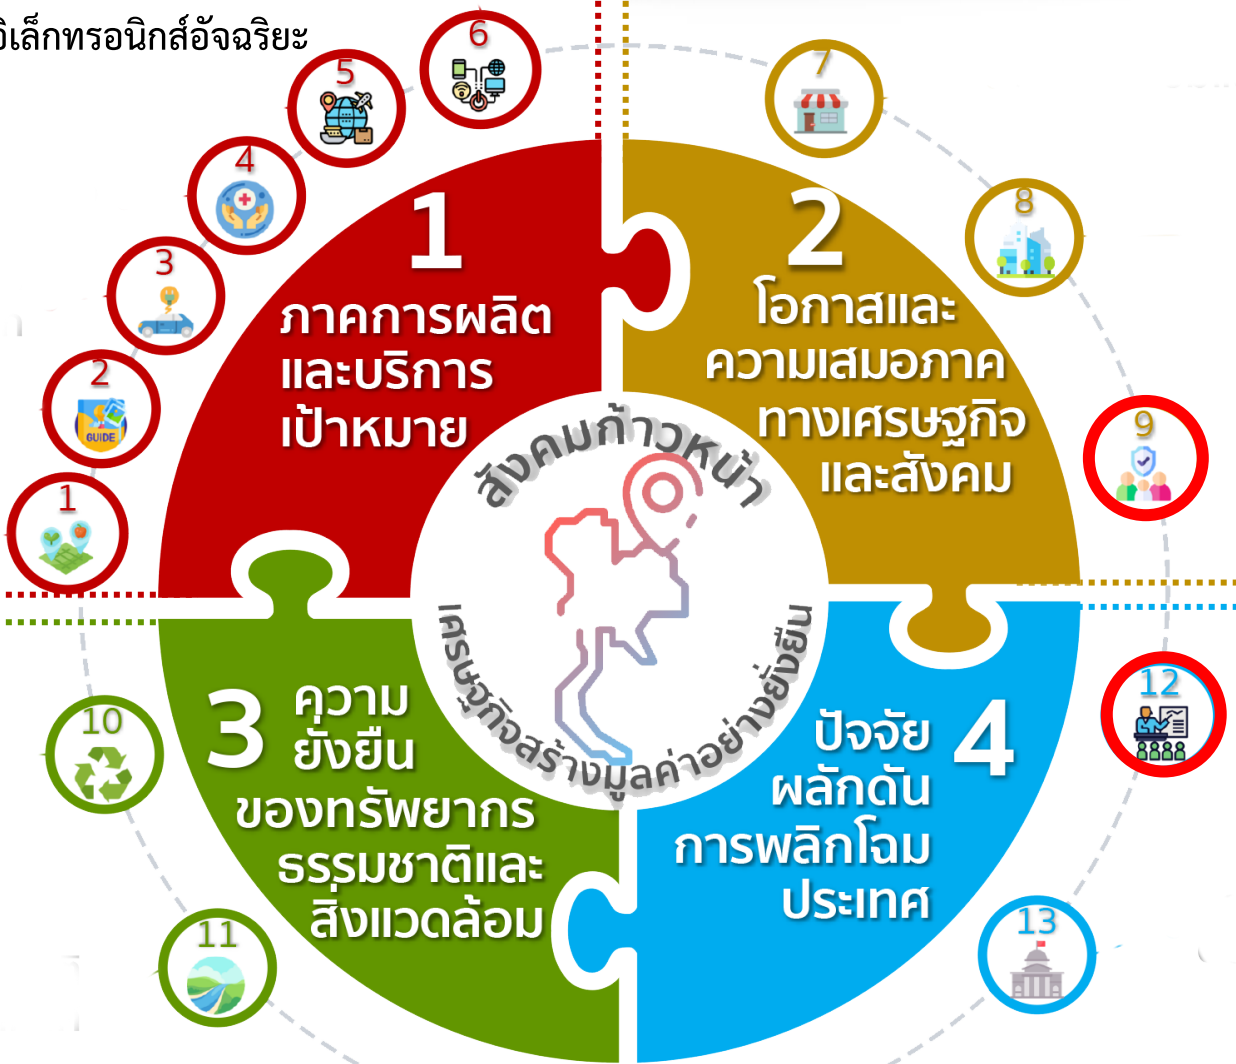 อิเล็กทรอนิกส์อัจฉริยะ
1
2
GUIDE
3
4
5
6
7
8
9
12
13
10
11
1
ภาคการผลิต
และบริการ
เป้าหมาย
2
โอกาสและ
ความเสมอภาค
ทางเศรษฐกิจ
และสังคม
3
ความ
ยั่งยืน
ของทรัพยากร
ธรรมชาติและ
สิ่งแวดล้อม
4
ปัจจัย
ผลักดัน
การพลิกโฉม
ประเทศ
สังคมก้าวหน้า
เศรษฐกิจสร้างมูลค่าอย่างยั่งยืน